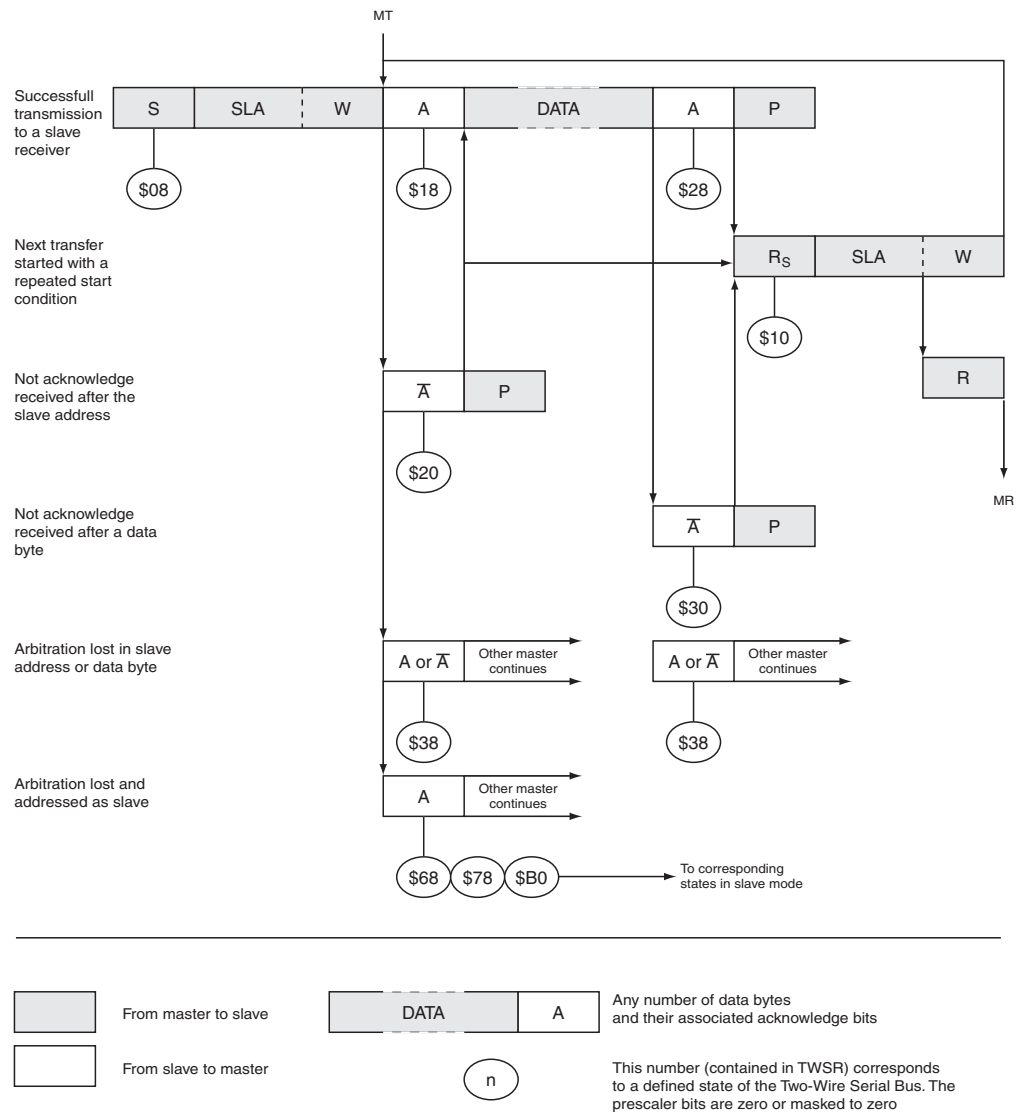 MT
Successfull
transmission
to a slave
receiver
S SLA W A DATA A P
$08 $18 $28
Next transfer
started with a
repeated start
condition
RS SLA W
$10
Not acknowledge
received after the
slave address
A̅ P
R
$20
MR
Not acknowledge
received after a data
byte
A̅ P
$30
Arbitration lost in slave
address or data byte
A or A̅ Other master
continues
A or A̅ Other master
continues
$38 $38
Arbitration lost and
addressed as slave
A Other master
continues
$68 $78 $B0
To corresponding
states in slave mode
From master to slave
DATA A
Any number of data bytes
and their associated acknowledge bits
From slave to master
n
This number (contained in TWSR) corresponds
to a defined state of the Two-Wire Serial Bus. The
prescaler bits are zero or masked to zero